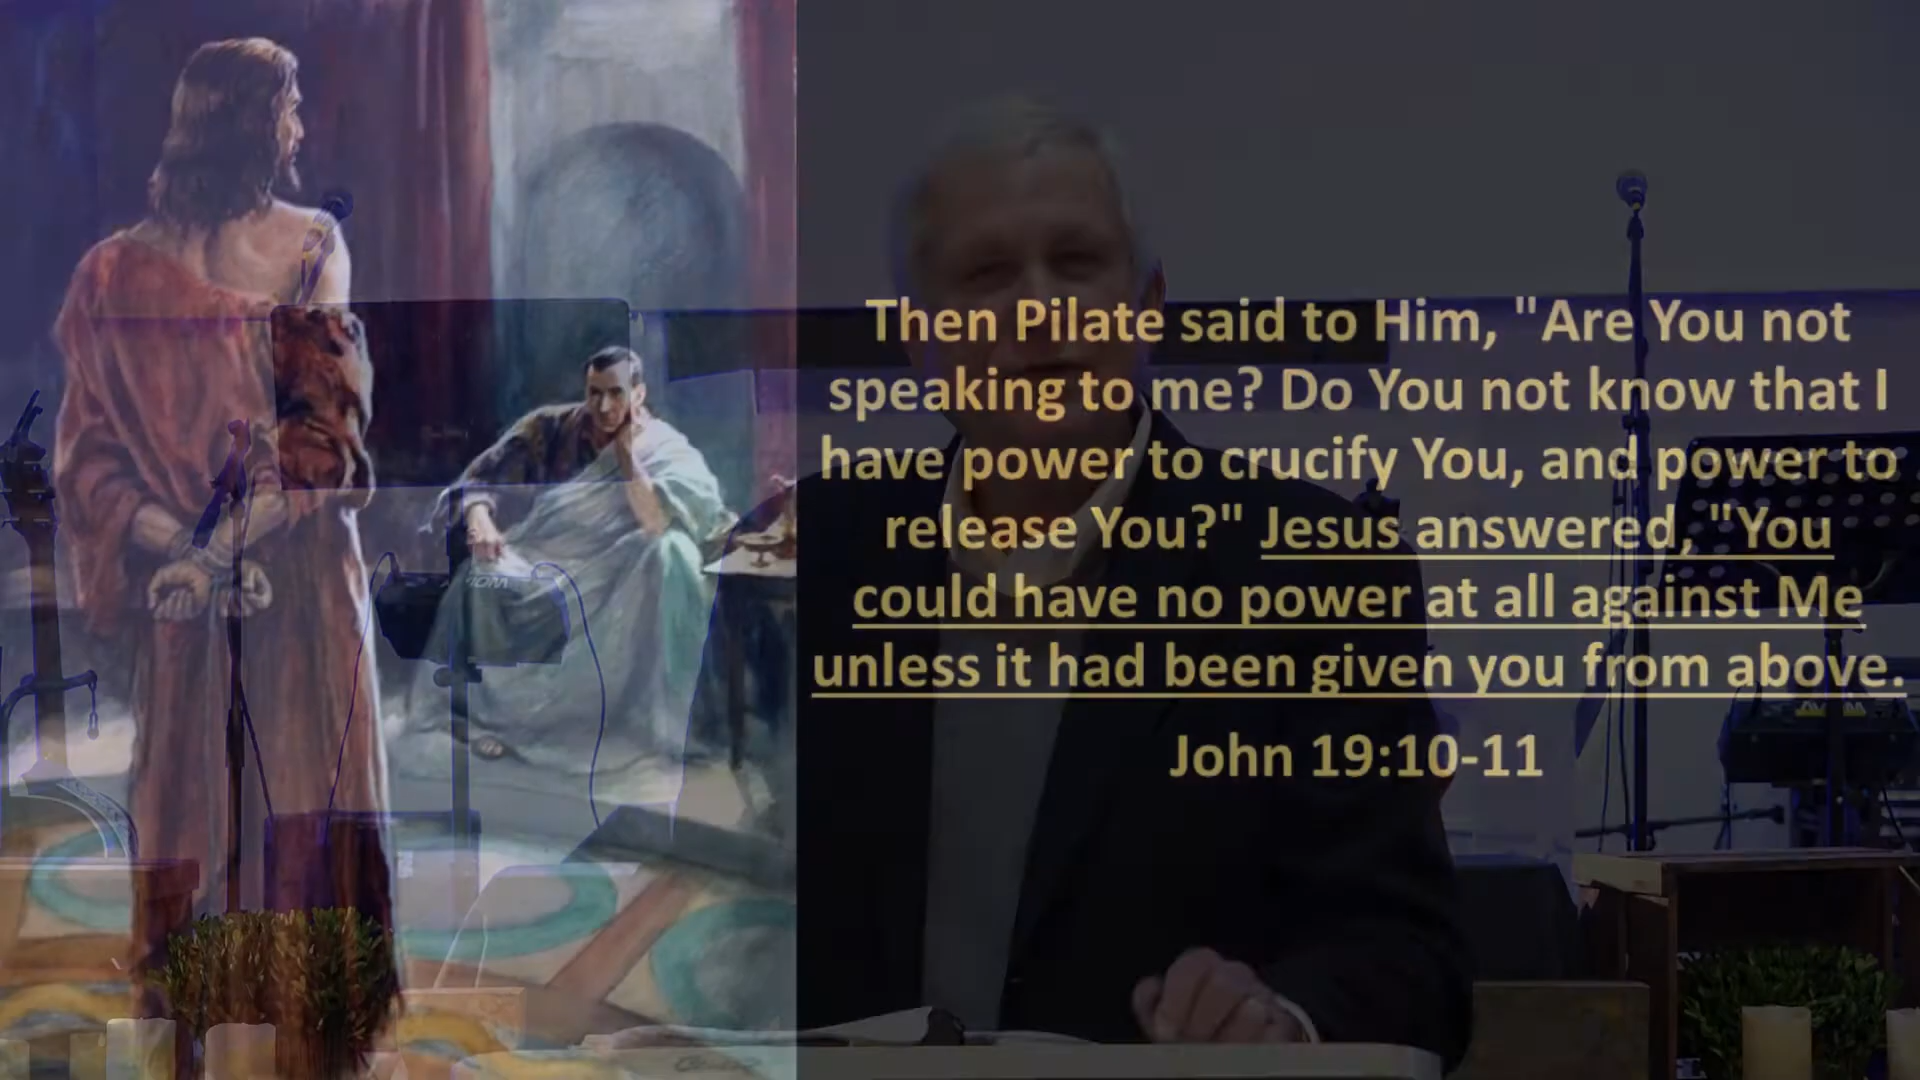 Then Pilate said to Him, "Are You not
speaking to me? Do You not know that I
have power to crucify You, and power to
release You?" Jesus answered, "You
could have no power at all against Me
unless it had been given you from above.
John 19:10-11